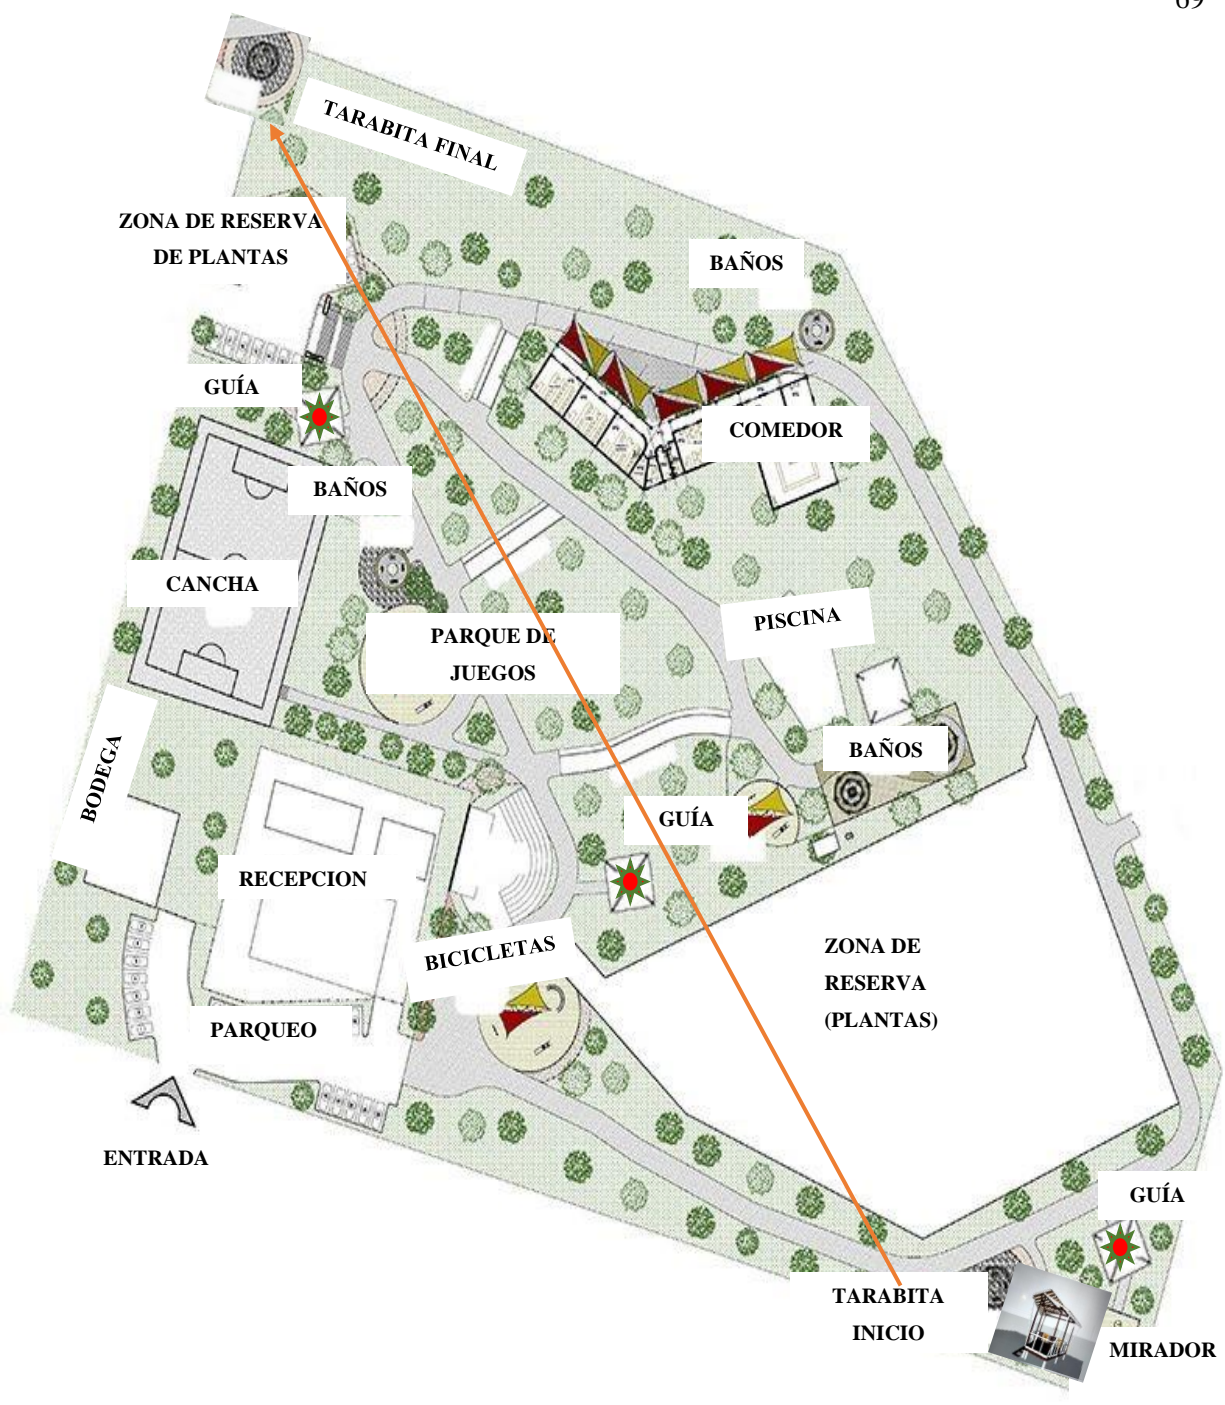 69
TARABITA FINAL
ZONA DE RESERVA
DE PLANTAS
BAÑOS
GUÍA
COMEDOR
BAÑOS
CANCHA
PISCINA
PARQUE DE
JUEGOS
BODEGA
BAÑOS
GUÍA
RECEPCION
BICICLETAS
ZONA DE
RESERVA
(PLANTAS)
PARQUEO
ENTRADA
GUÍA
TARABITA
INICIO
MIRADOR